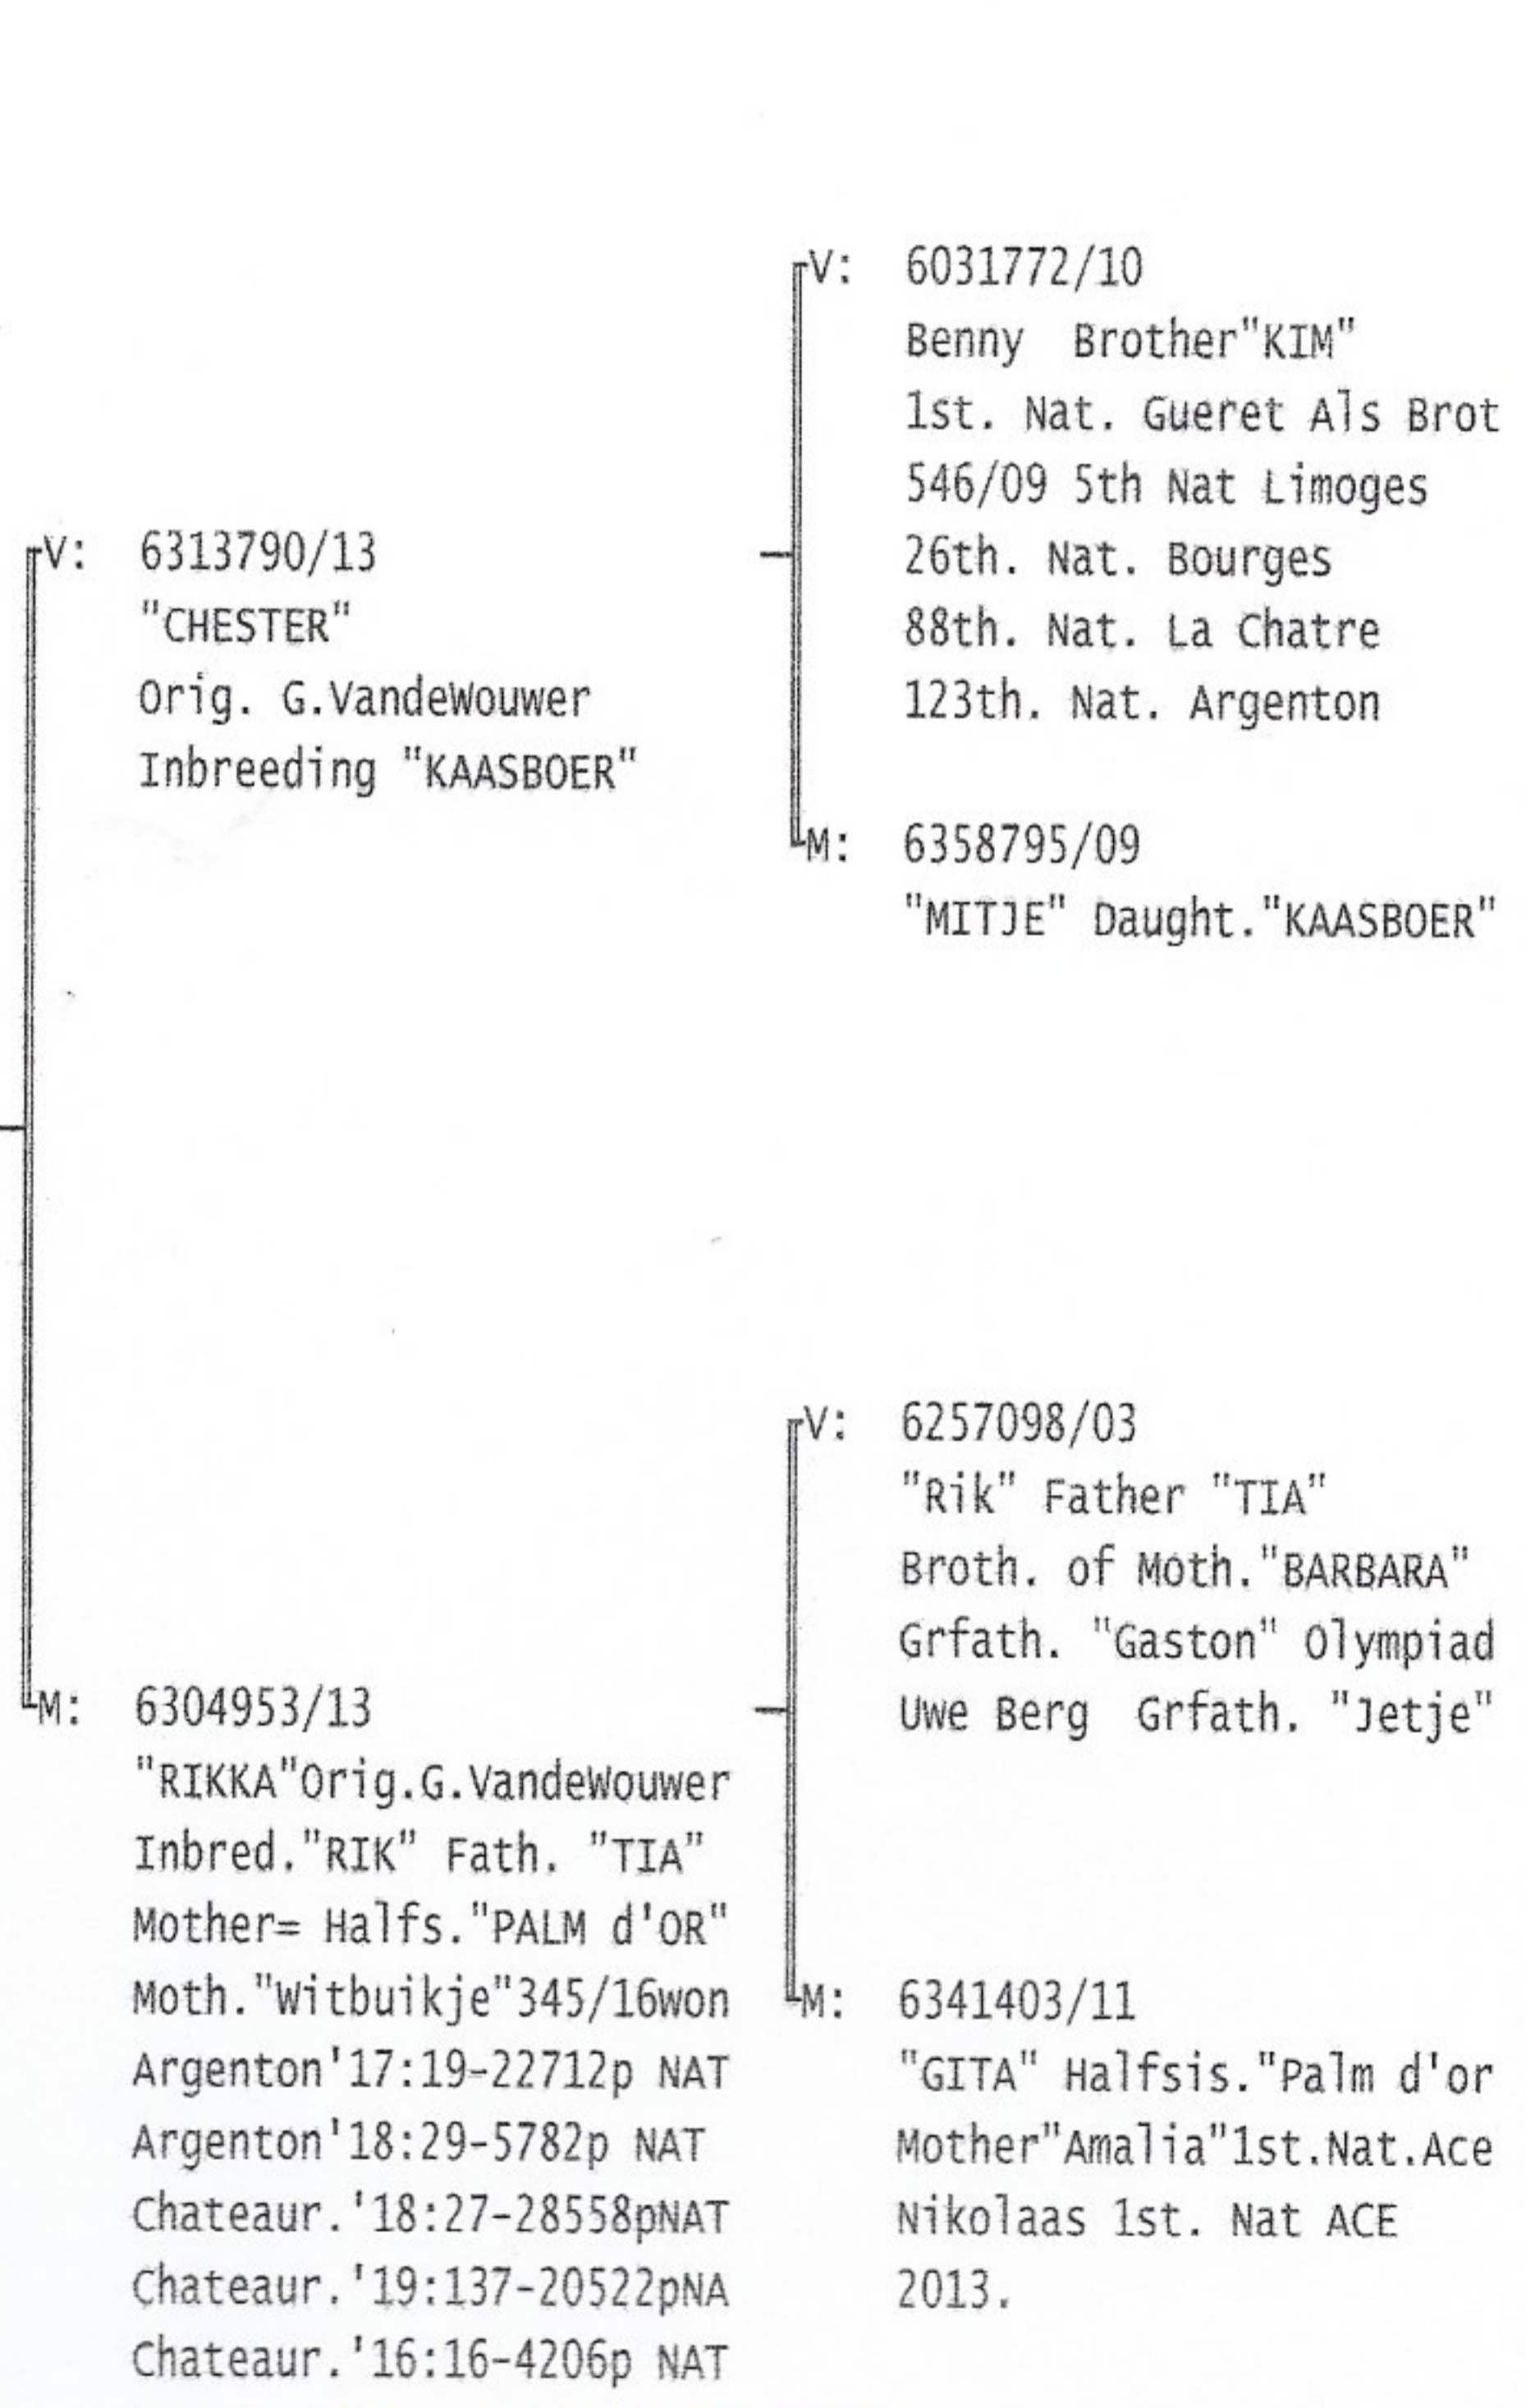 V: 6031772/10
Benny Brother"KIM"
1st. Nat. Gueret Als Brot
546/09 5th Nat Limoges
26th. Nat. Bourges
88th. Nat. La Chatre
123th. Nat. Argenton
M: 6358795/09
"MITJE" Daught."KAASBOER"
V: 6313790/13
"CHESTER"
Orig. G.VandeWouwer
Inbreeding "KAASBOER"
V: 6257098/03
"Rik" Father "TIA"
Broth. of Moth."BARBARA"
Grfath. "Gaston" Olympiad
Uwe Berg Grfath. "Jetje"
M: 6341403/11
"GITA" Halfsis."Palm d'or
Mother"Amalia"1st.Nat.Ace
Nikolaas 1st. Nat ACE
2013.
M: 6304953/13
"RIKKA"Orig.G.VandeWouwer
Inbred."RIK" Fath. "TIA"
Mother= Halfs."PALM d'OR"
Moth."Witbuikje"345/16won
Argenton'17:19-22712p NAT
Argenton'18:29-5782p NAT
Chateaur.'18:27-28558pNAT
Chateaur.'19:137-20522pNA
Chateaur.'16:16-4206p NAT